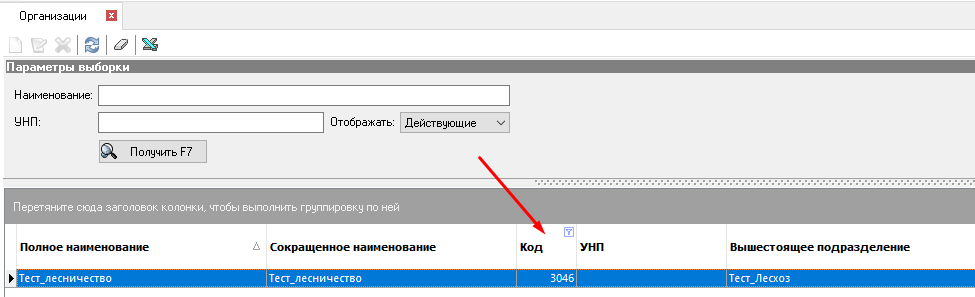 Организации
Параметры выборки
Наименование:
УНП: Отображать: Действующие
Получить F7
Перетяните сюда заголовок колонки, чтобы выполнить группировку по ней
Полное наименование Сокращенное наименование Код УНП Вышестоящее подразделение
Тест_лесничество Тест_лесничество 3046 Тест_Лесхоз